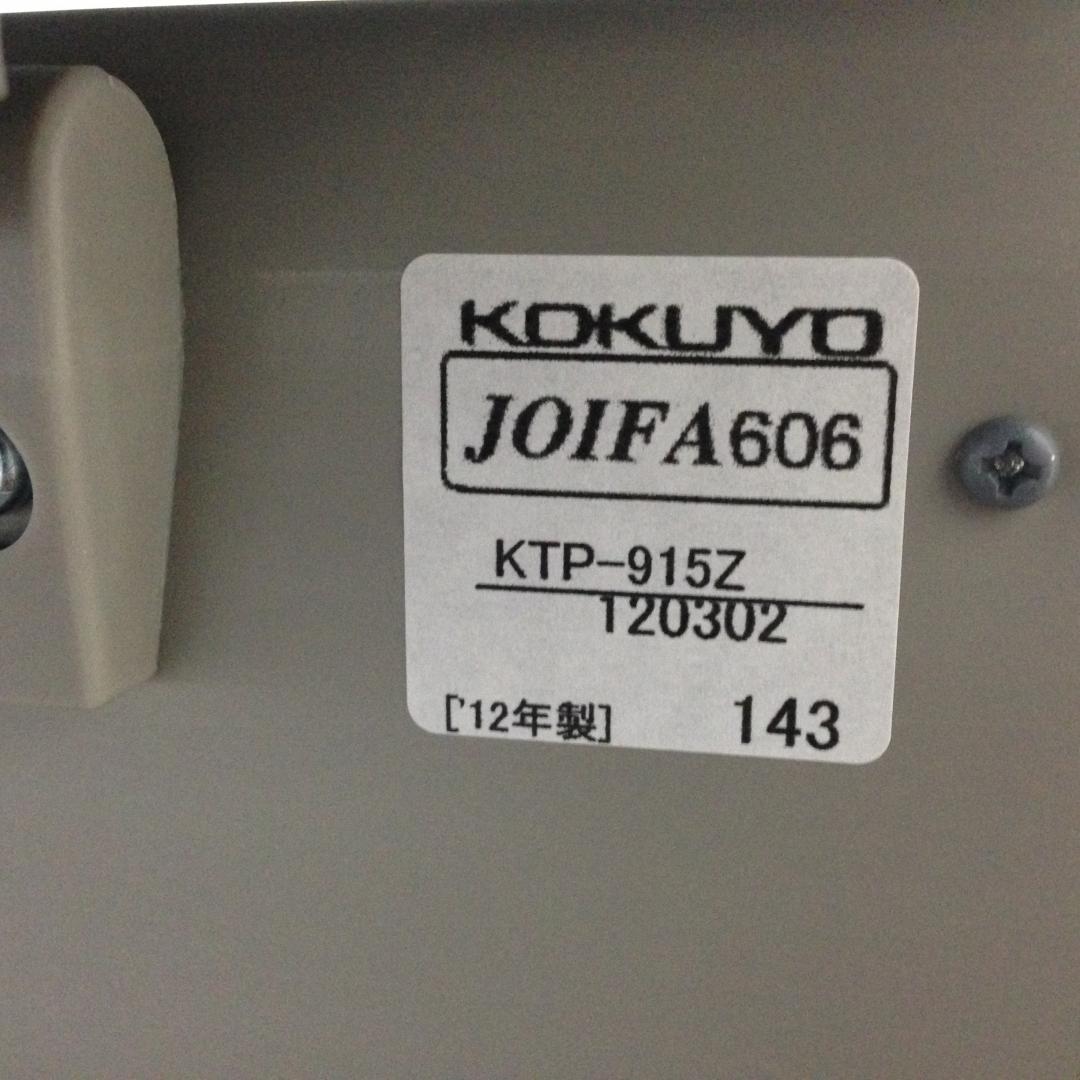 KOKUYO
JOIFA606
KTP-915Z
120302
['12年製] 143